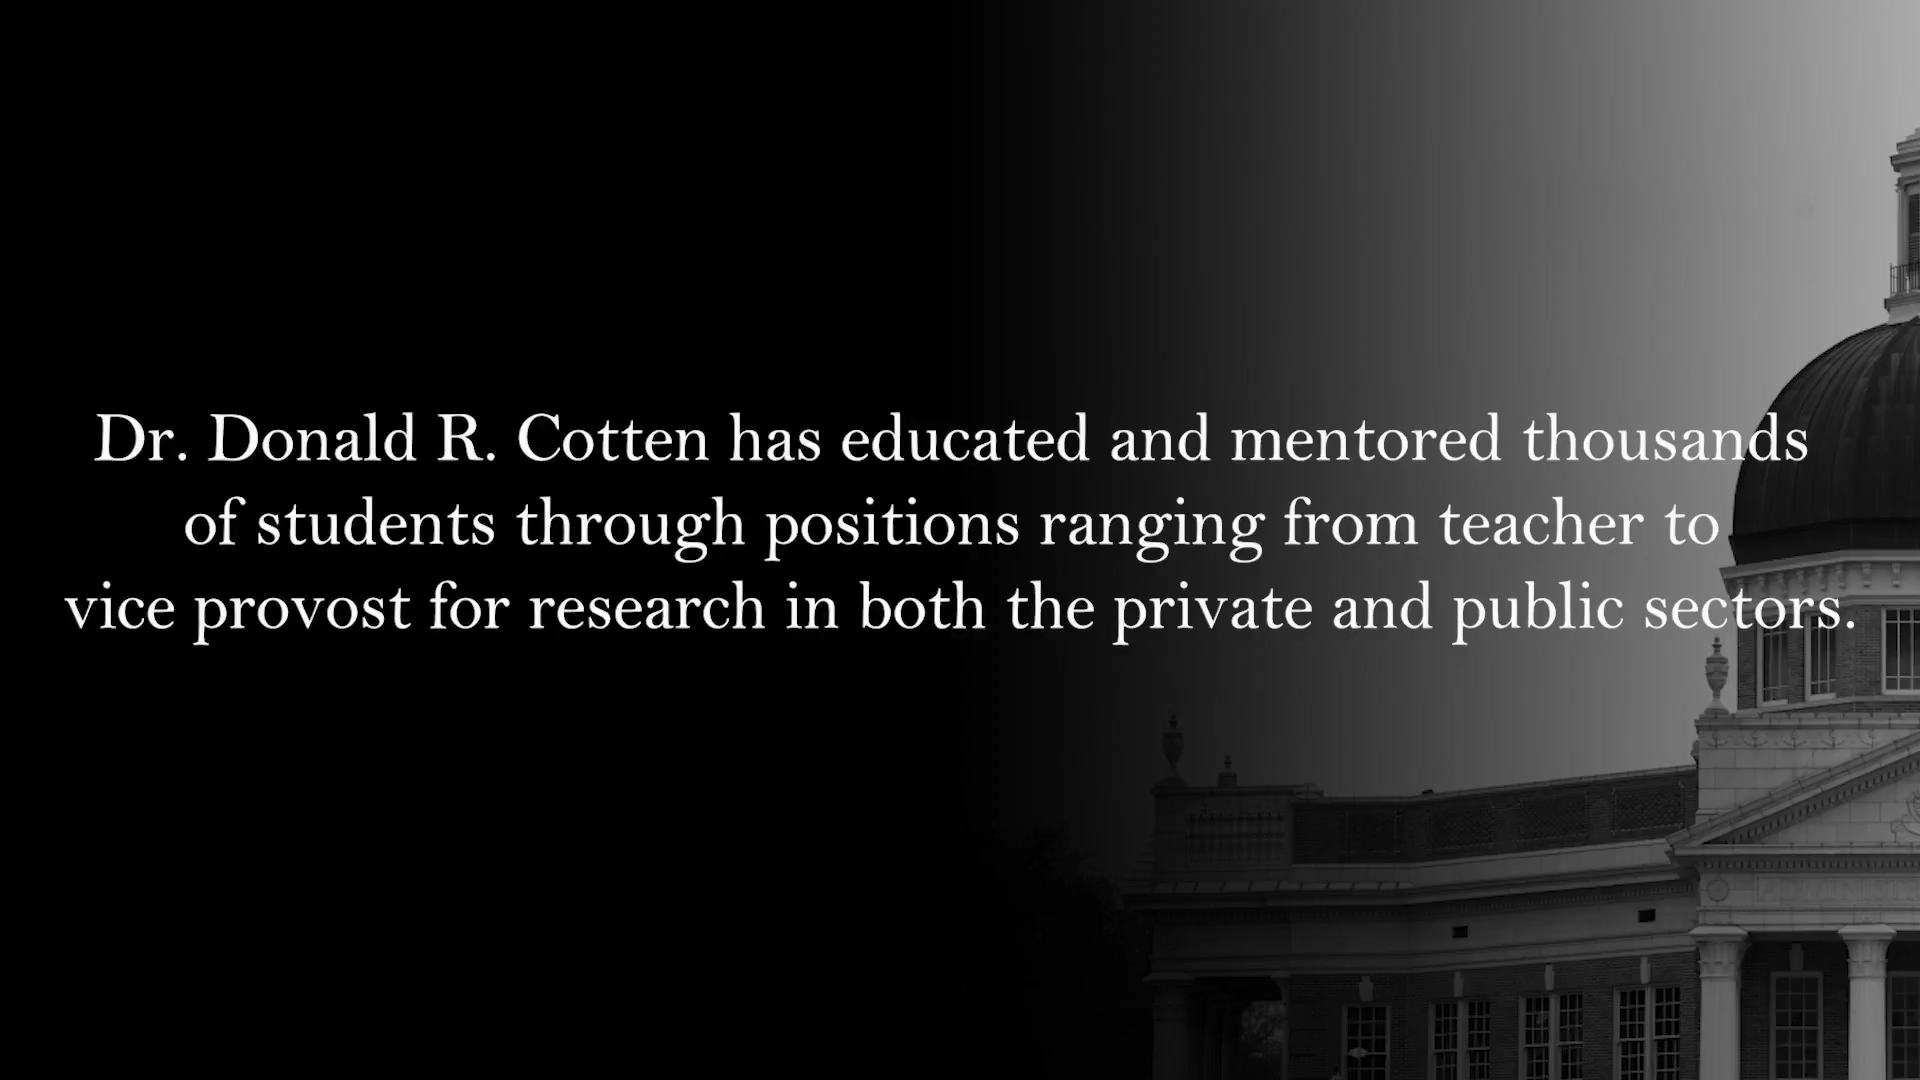 Dr. Donald R. Cotten has educated and mentored thousands
of students through positions ranging from teacher to
vice provost for research in both the private and public sectors.